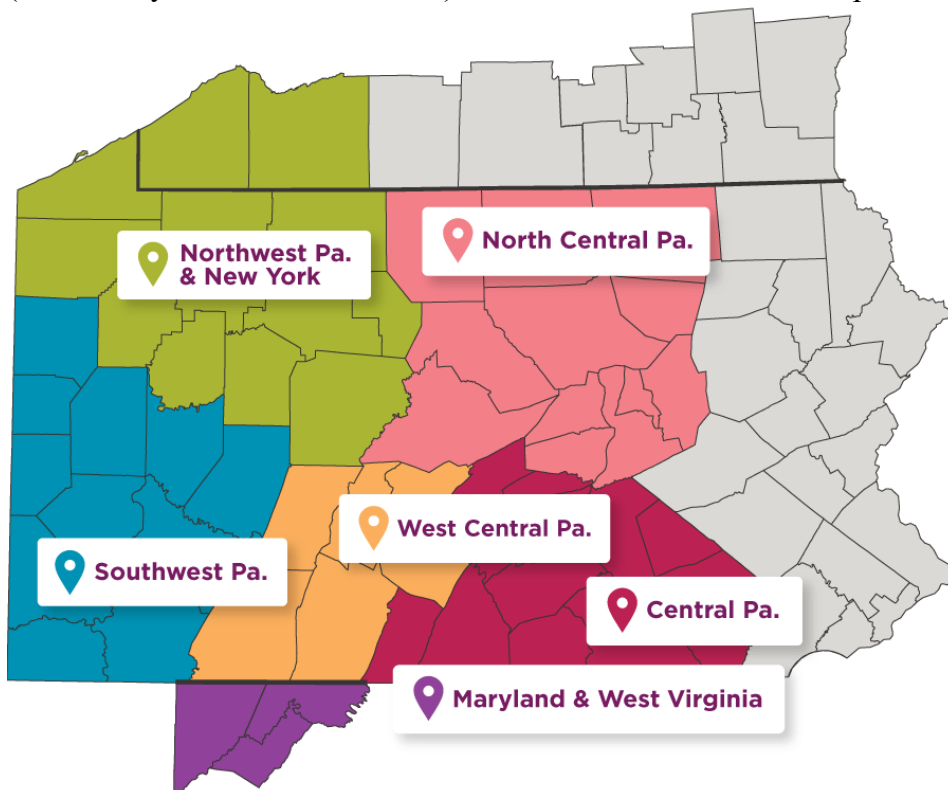 Northwest Pa.
& New York
North Central Pa.
West Central Pa.
Southwest Pa.
Central Pa.
Maryland & West Virginia